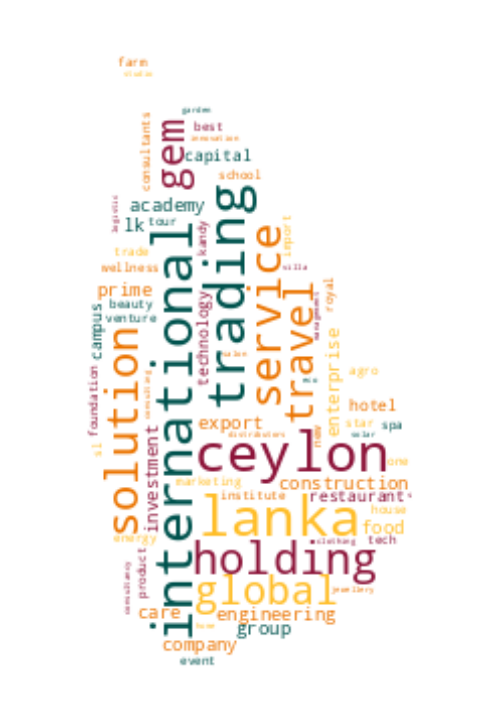 farm
studio
garden
consultants
gem
best
innovation
capital
school
logistic
academy
trading
lk
tour
kandy
import
international
service
trade
wellness
villa
prime
technology
travel
royal
management
beauty
venture
campus
solution
enterprise
salon
foundation
consulting
eco
agro
hotel
export
investment
new
star
spa
distributors
solar
sl
ceylon
one
marketing
construction
institute
restaurant
lanka
house
food
energy
clothing
tech
holding
product
consultancy
global
jewellery
care
engineering
group
company
event